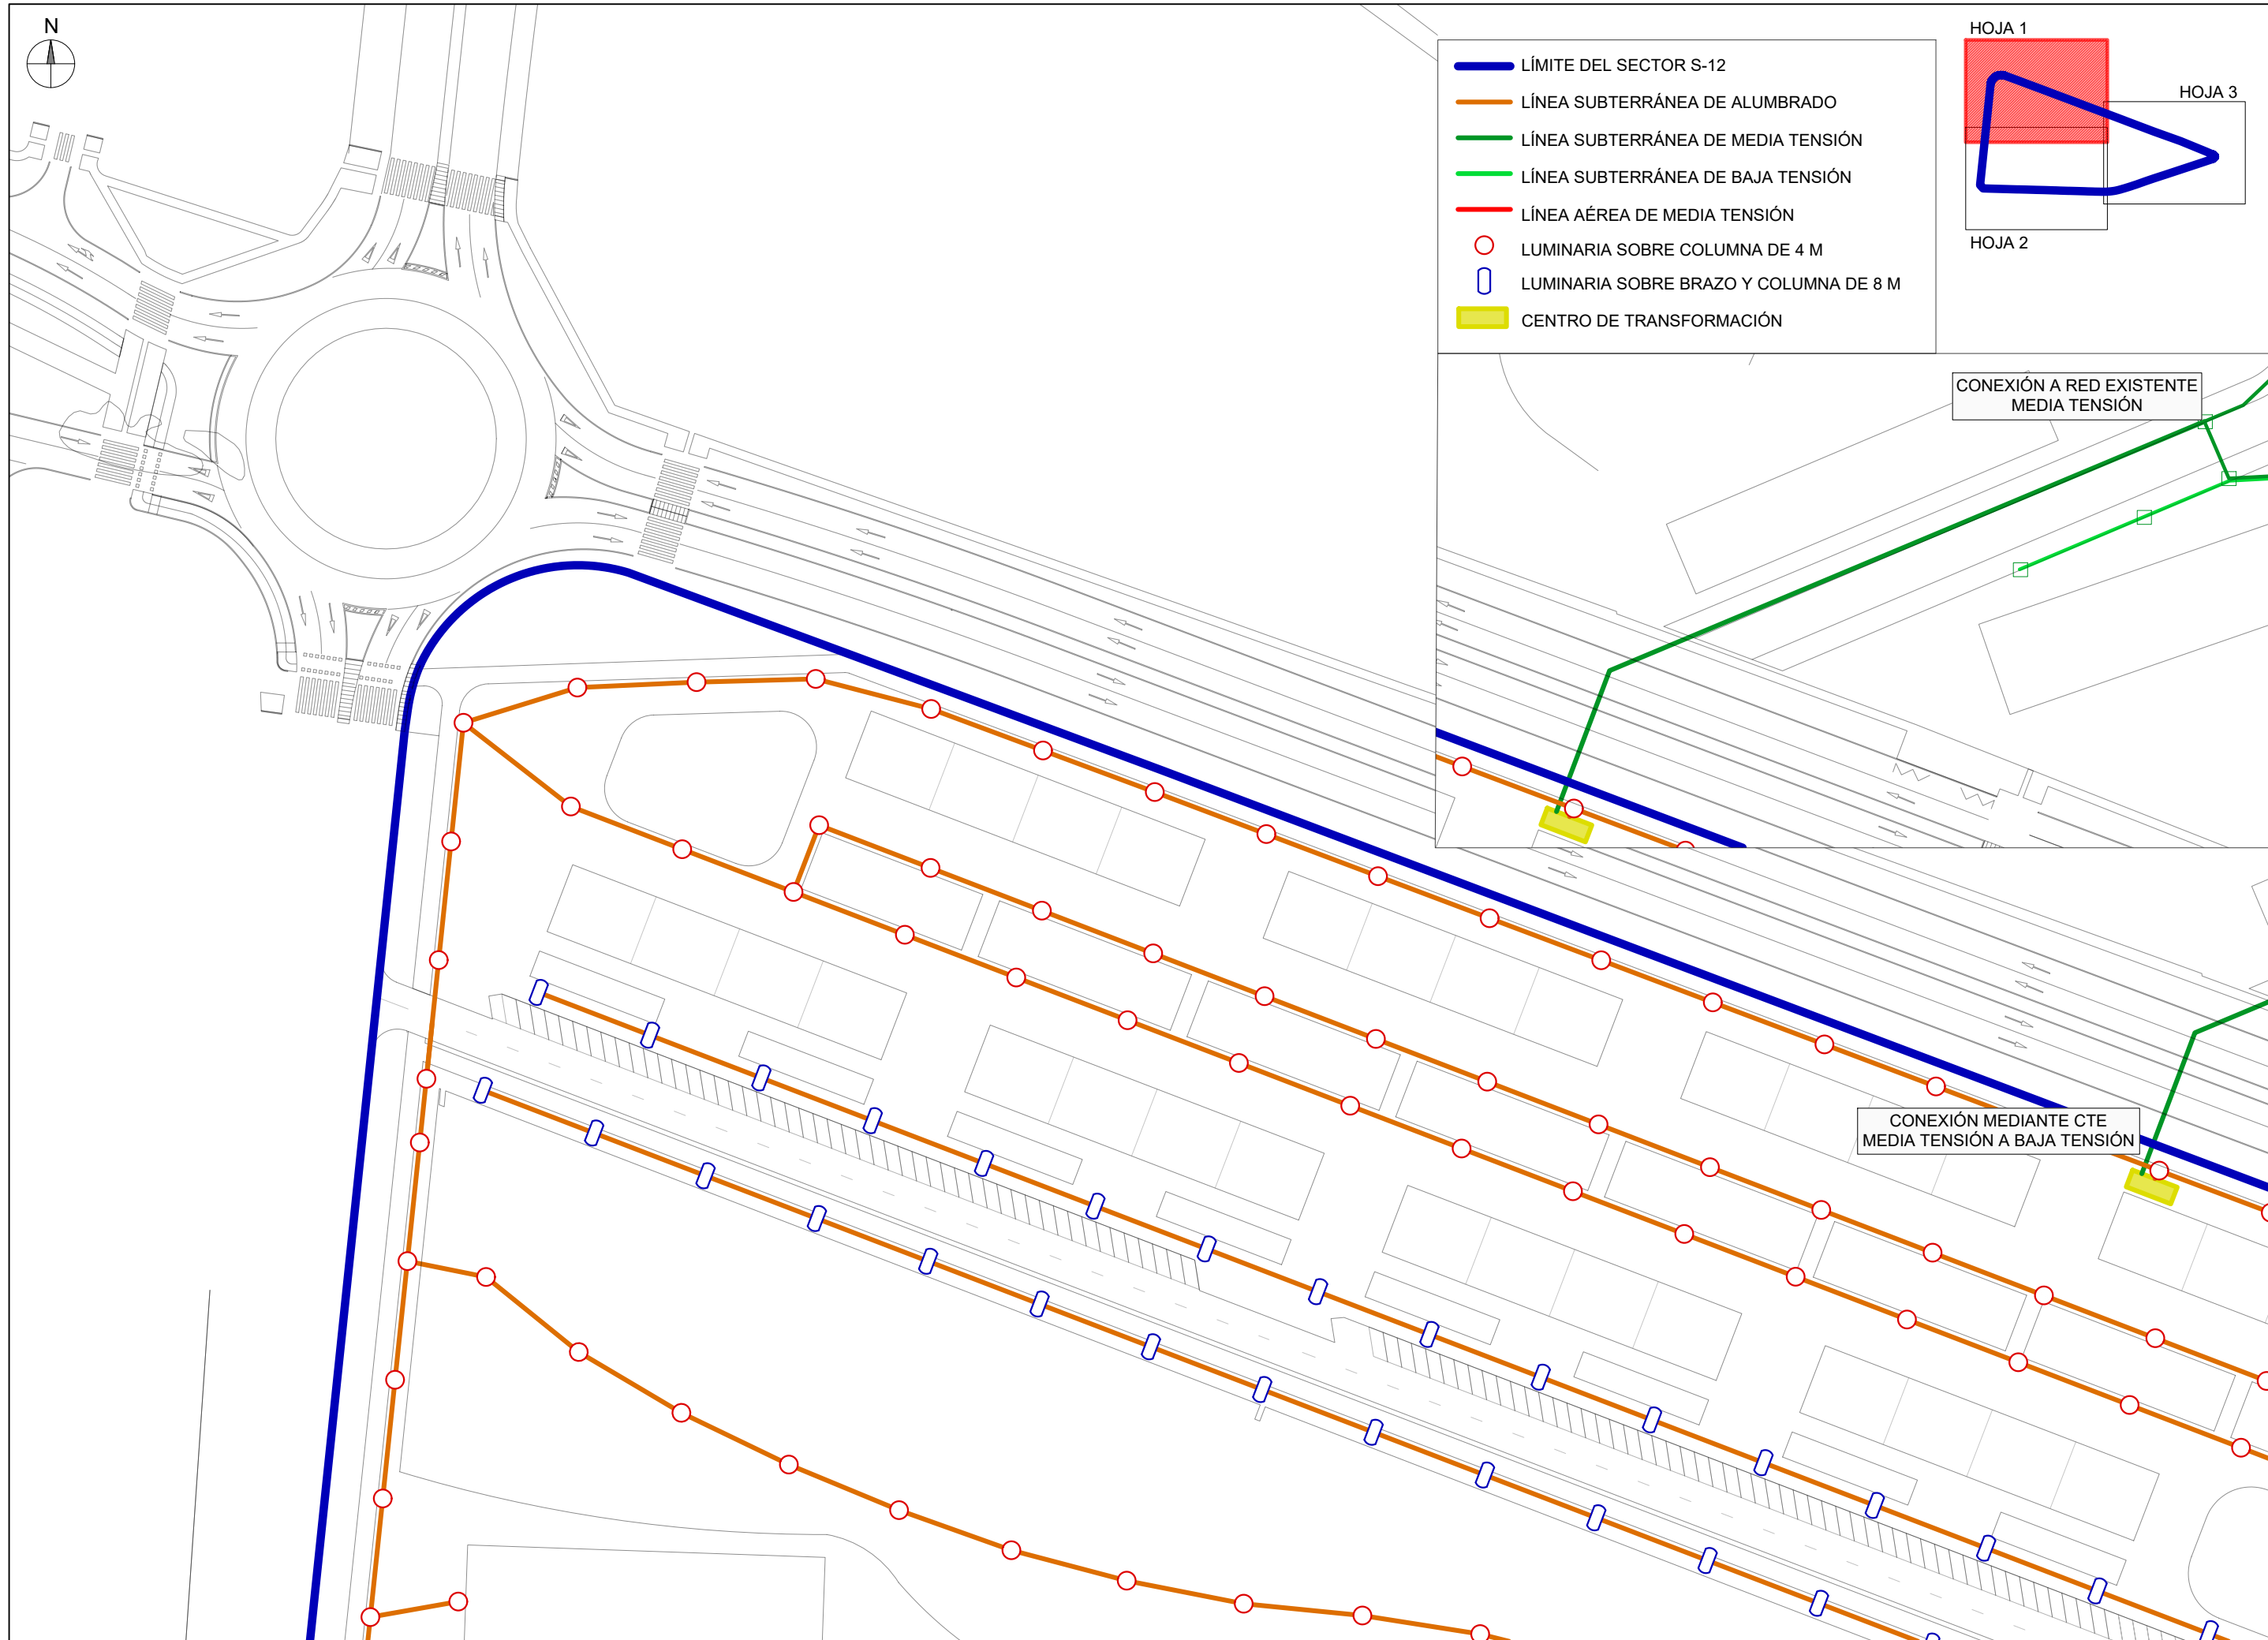 N
LÍMITE DEL SECTOR S-12
LÍNEA SUBTERRÁNEA DE ALUMBRADO
LÍNEA SUBTERRÁNEA DE MEDIA TENSIÓN
LÍNEA SUBTERRÁNEA DE BAJA TENSIÓN
LÍNEA AÉREA DE MEDIA TENSIÓN
LUMINARIA SOBRE COLUMNA DE 4 M
LUMINARIA SOBRE BRAZO Y COLUMNA DE 8 M
CENTRO DE TRANSFORMACIÓN
HOJA 1
HOJA 3
HOJA 2
CONEXIÓN A RED EXISTENTE
MEDIA TENSIÓN
CONEXIÓN MEDIANTE CTE
MEDIA TENSIÓN A BAJA TENSIÓN